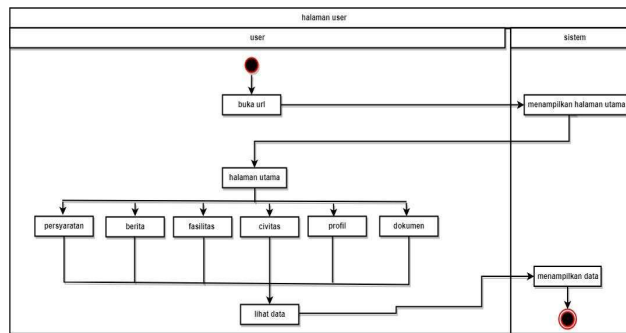 halaman user
user
sistem
buka url
menampilkan halaman utama
halaman utama
persyaratan
berita
fasilitas
civitas
profil
dokumen
menampilkan data
lihat data